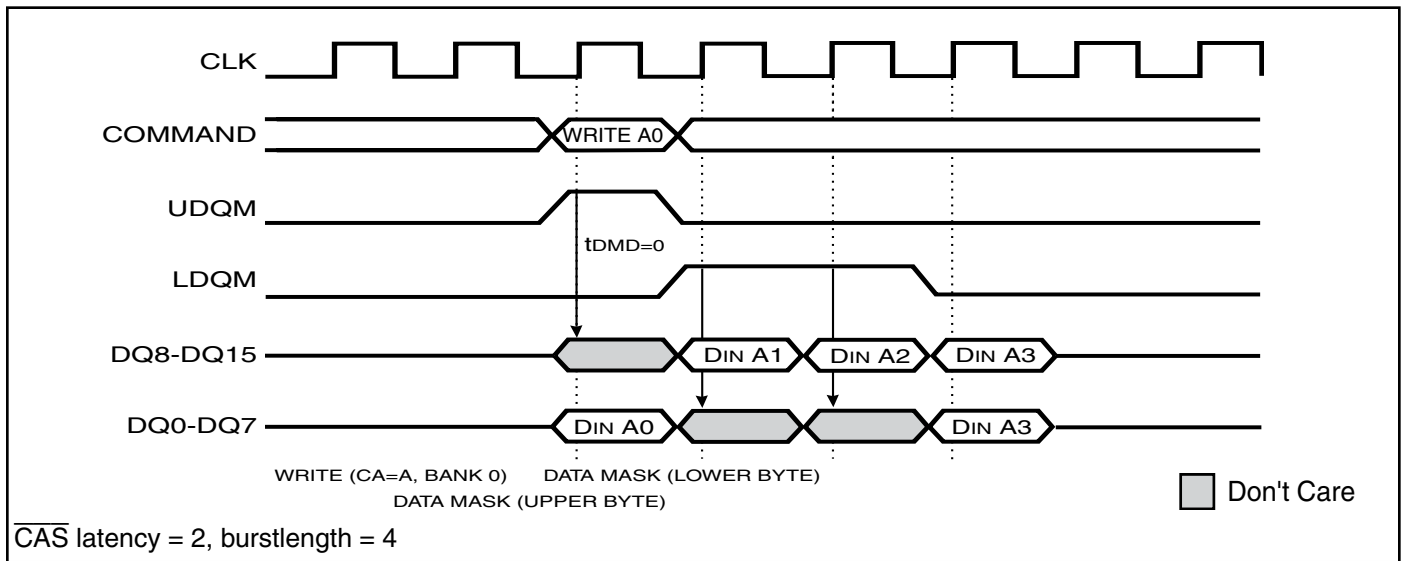 CLK
COMMAND WRITE A0
UDQM
tDMD=0
LDQM
DQ8-DQ15 DIN A1 DIN A2 DIN A3
DQ0-DQ7 DIN A0 DIN A3
WRITE (CA=A, BANK 0) DATA MASK (LOWER BYTE)
DATA MASK (UPPER BYTE)
Don't Care
C̅A̅S̅ latency = 2, burstlength = 4